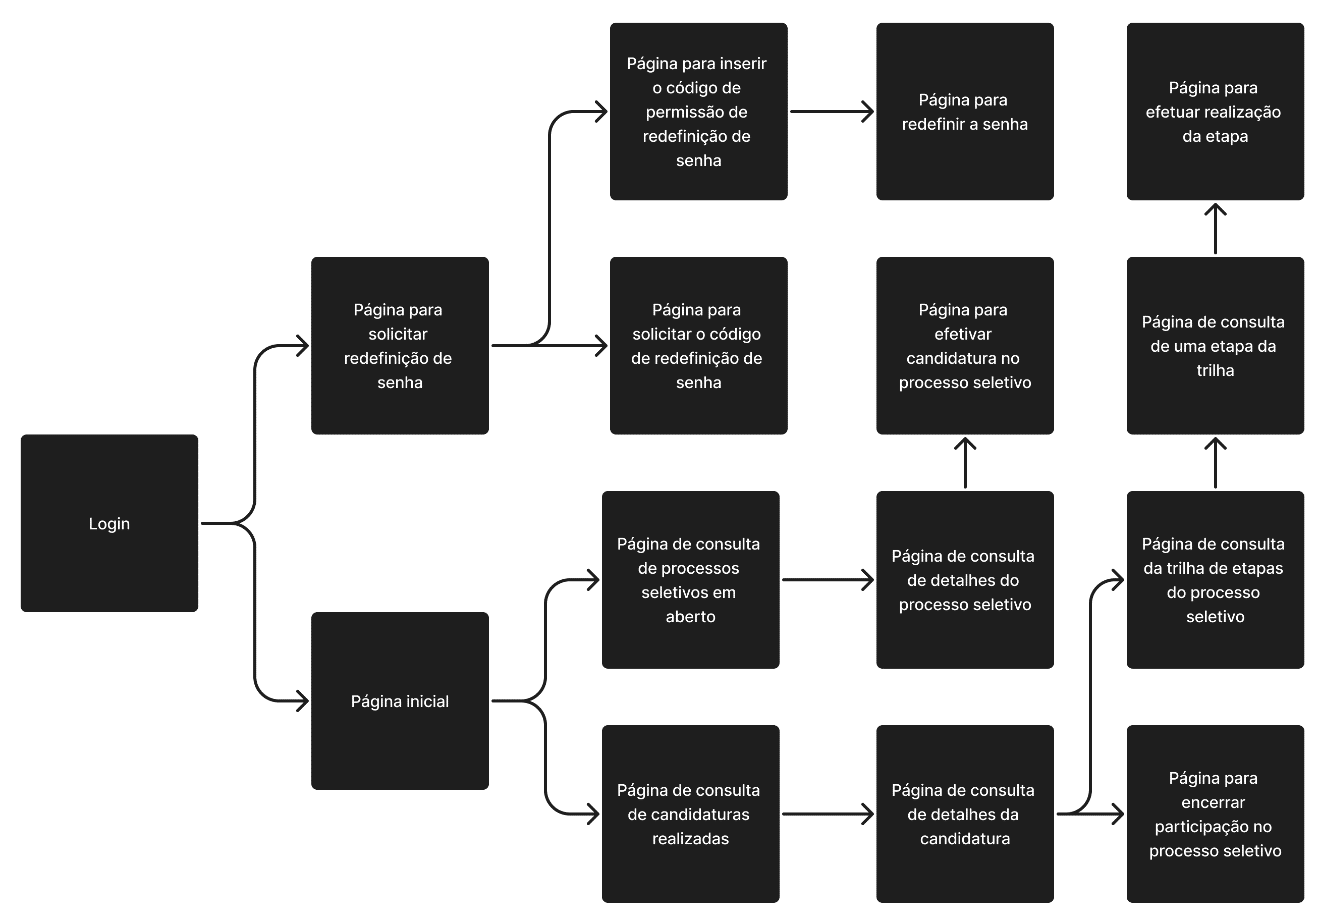 Página para inserir
o código de
permissão de
redefinição de
senha
Página para
redefinir a senha
Página para
efetuar realização
da etapa
Página para
solicitar
redefinição de
senha
Página para
solicitar o código
de redefinição de
senha
Página para
efetivar
candidatura no
processo seletivo
Página de consulta
de uma etapa da
trilha
Login
Página de consulta
de processos
seletivos em
aberto
Página de consulta
de detalhes do
processo seletivo
Página de consulta
da trilha de etapas
do processo
seletivo
Página inicial
Página de consulta
de candidaturas
realizadas
Página de consulta
de detalhes da
candidatura
Página para
encerrar
participação no
processo seletivo